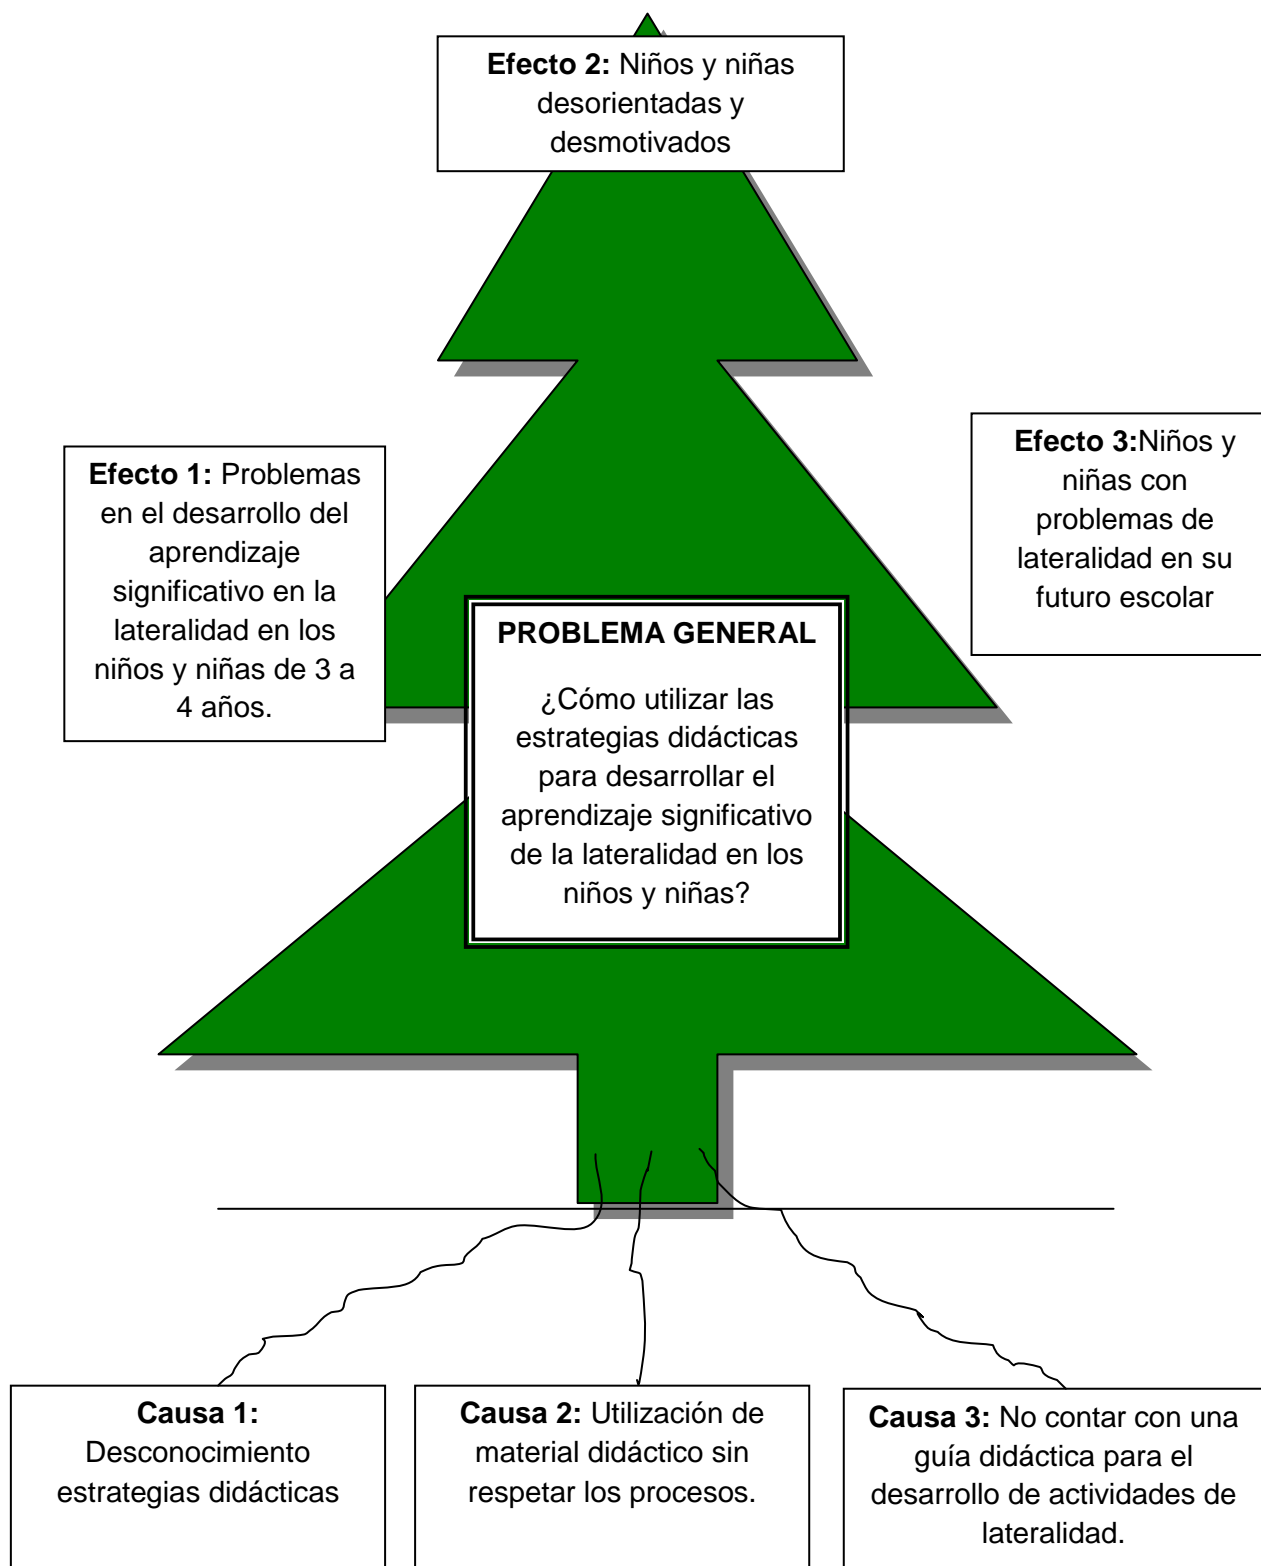 Efecto 2: Niños y niñas
desorientadas y
desmotivados
Efecto 1: Problemas
en el desarrollo del
aprendizaje
significativo en la
lateralidad en los
niños y niñas de 3 a
4 años.
Efecto 3:Niños y
niñas con
problemas de
lateralidad en su
futuro escolar
PROBLEMA GENERAL
¿Cómo utilizar las
estrategias didácticas
para desarrollar el
aprendizaje significativo
de la lateralidad en los
niños y niñas?
Causa 1:
Desconocimiento
estrategias didácticas
Causa 2: Utilización de
material didáctico sin
respetar los procesos.
Causa 3: No contar con una
guía didáctica para el
desarrollo de actividades de
lateralidad.